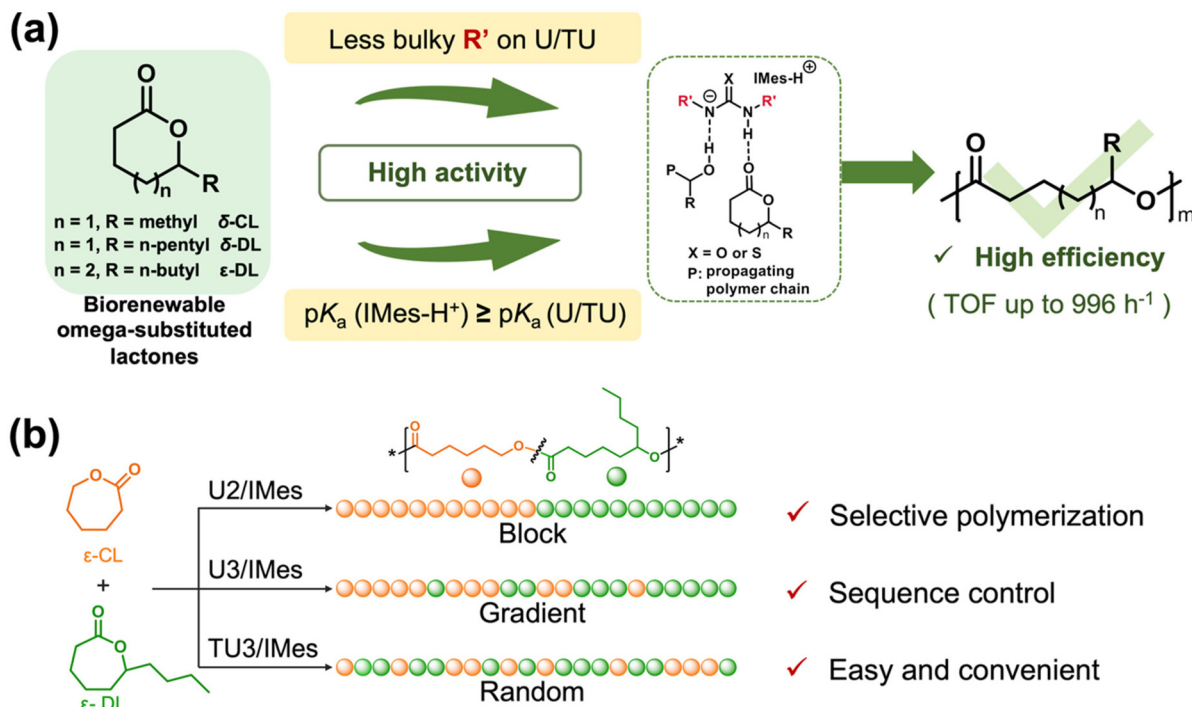 (a)
Less bulky R' on U/TU
High activity
pKa (IMes-H+) ≥ pKa (U/TU)
O
O
n
R
n = 1, R = methyl δ-CL
n = 1, R = n-pentyl δ-DL
n = 2, R = n-butyl ε-DL
Biorenewable
omega-substituted
lactones
X
IMes-H⊕
R'
⊖
N
N
R'
H
H
P
O
R
O
O
n
R
X = O or S
P: propagating
polymer chain
O
R
n
O
m
✓ High efficiency
( TOF up to 996 h-1 )
(b)
O
O
ε-CL
+
O
O
ε- DL
*
O
O
O
O
*
U2/IMes
Block
✓ Selective polymerization
U3/IMes
Gradient
✓ Sequence control
TU3/IMes
Random
✓ Easy and convenient